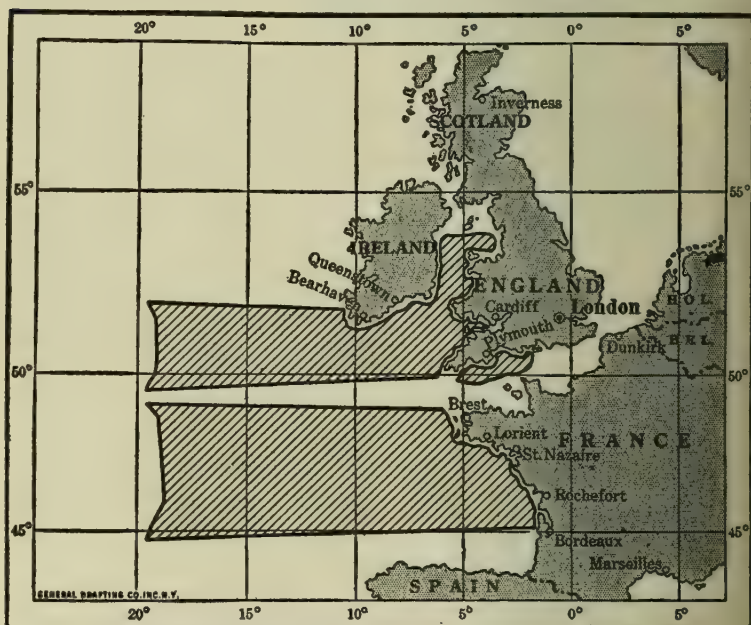 20° 15° 10° 5° 0° 5°
Inverness
SCOTLAND
55° 55°
IRELAND
Queenstown
Bearhaven
ENGLAND
Cardiff London
HOL.
Plymouth
Dunkirk
BEL.
50° 50°
Brest
Lorient
FRANCE
St. Nazaire
Rochefort
45° 45°
Bordeaux
Marseilles
SPAIN
GENERAL DRAFTING CO.INC.N.Y.
20° 15° 10° 5° 0° 5°